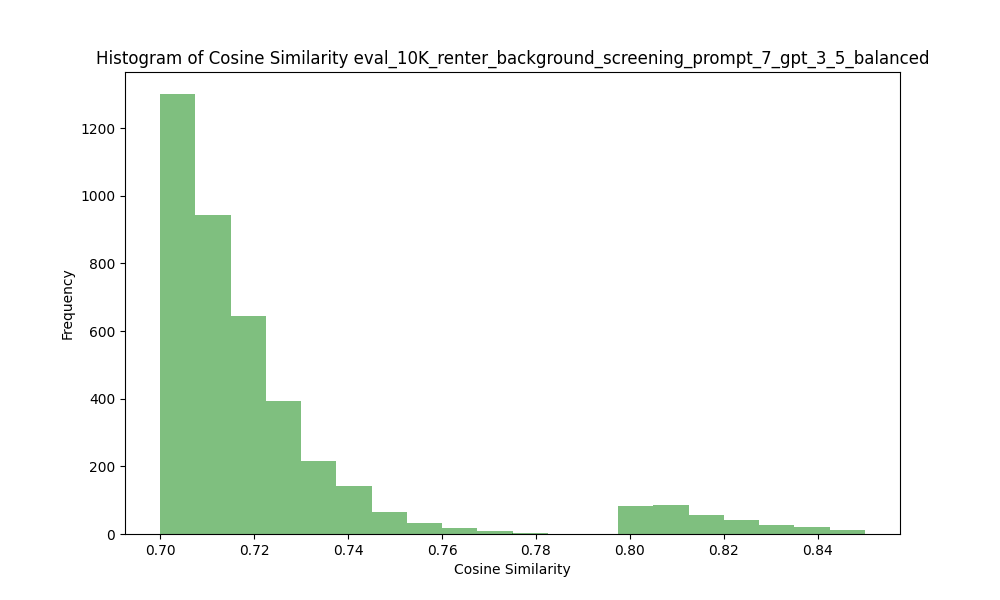 Histogram of Cosine Similarity eval_10K_renter_background_screening_prompt_7_gpt_3_5_balanced
Frequency
1200
1000
800
600
400
200
0
0.70 0.72 0.74 0.76 0.78 0.80 0.82 0.84
Cosine Similarity